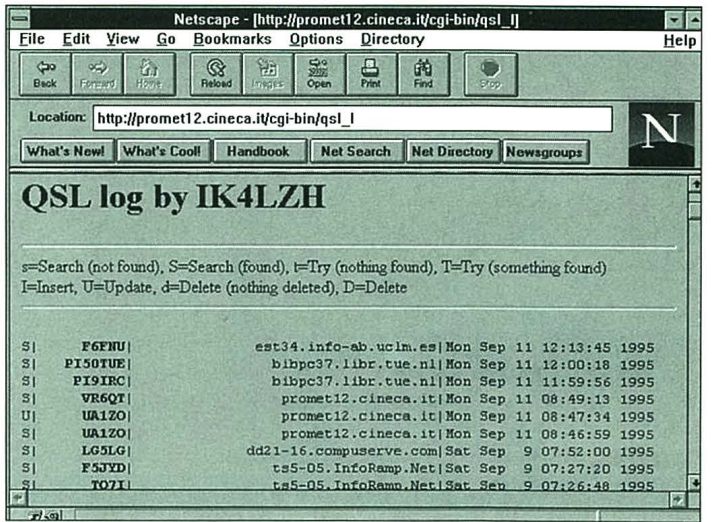 Netscape - [http://promet12.cineca.it/cgi-bin/qsl_l]
File Edit View Go Bookmarks Options Directory Help
Back Forward Home Reload Images Open Print Find Stop
Location: http://promet12.cineca.it/cgi-bin/qsl_l
N
What's New! What's Cool! Handbook Net Search Net Directory Newsgroups
QSL log by IK4LZH
s=Search (not found), S=Search (found), t=Try (nothing found), T=Try (something found)
I=Insert, U=Update, d=Delete (nothing deleted), D=Delete
S| F6FNU| est34.info-ab.uclm.es|Mon Sep 11 12:13:45 1995
S| PI50TUE| bibpc37.libr.tue.nl|Mon Sep 11 12:00:18 1995
S| PI9IRC| bibpc37.libr.tue.nl|Mon Sep 11 11:59:56 1995
S| VR6QT| promet12.cineca.it|Mon Sep 11 08:49:13 1995
U| UA1ZO| promet12.cineca.it|Mon Sep 11 08:47:34 1995
S| UA1ZO| promet12.cineca.it|Mon Sep 11 08:46:59 1995
S| LG5LG| dd21-16.compuserve.com|Sat Sep 9 07:52:00 1995
S| F5JYD| ts5-05.InfoRamp.Net|Sat Sep 9 07:27:20 1995
S| TO7I| ts5-05.InfoRamp.Net|Sat Sep 9 07:26:48 1995